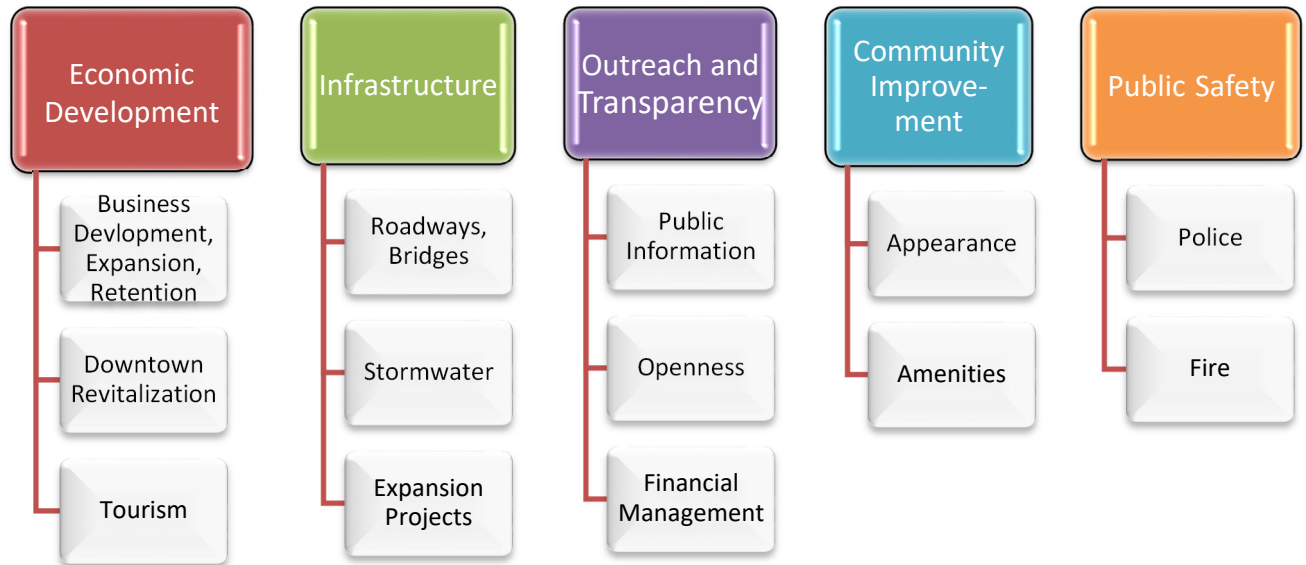 Economic
Development
Business
Devlopment,
Expansion,
Retention
Downtown
Revitalization
Tourism
Infrastructure
Roadways,
Bridges
Stormwater
Expansion
Projects
Outreach and
Transparency
Public
Information
Openness
Financial
Management
Community
Improve-
ment
Appearance
Amenities
Public Safety
Police
Fire